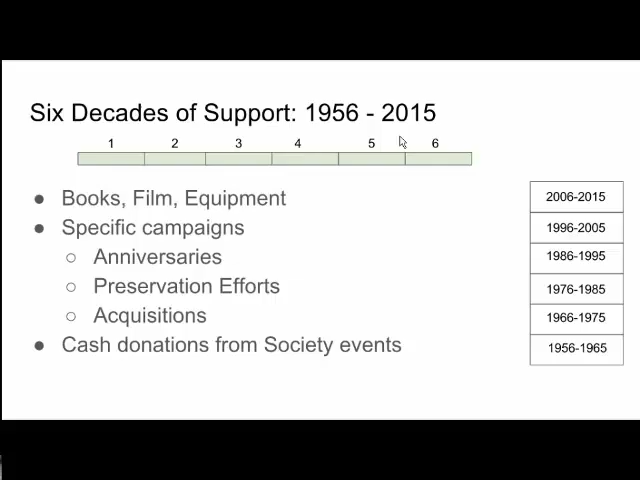 Six Decades of Support: 1956 - 2015
1 2 3 4 5 6
● Books, Film, Equipment
● Specific campaigns
○ Anniversaries
○ Preservation Efforts
○ Acquisitions
● Cash donations from Society events
2006-2015
1996-2005
1986-1995
1976-1985
1966-1975
1956-1965